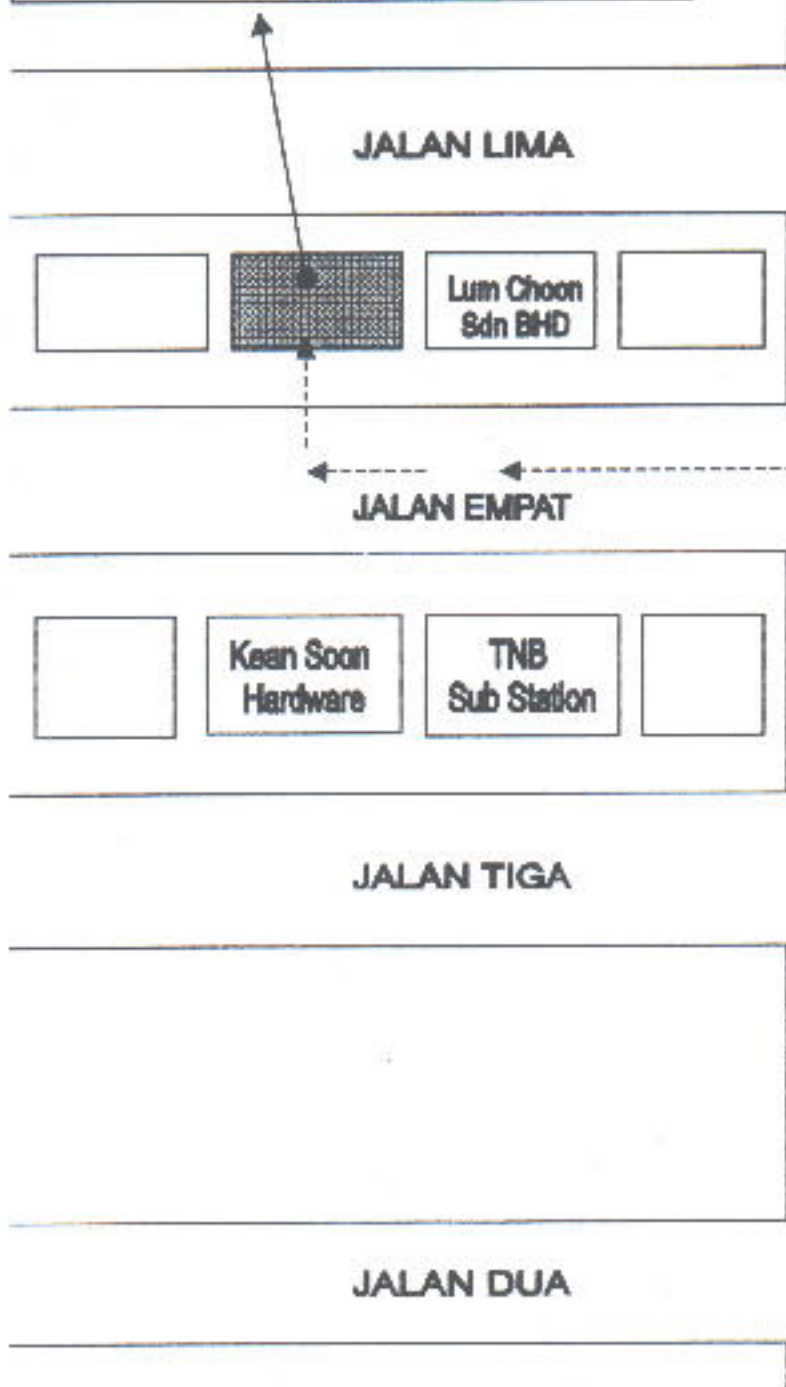 JALAN LIMA
Lum Choon
Sdn BHD
JALAN EMPAT
Kean Soon
Hardware
TNB
Sub Station
JALAN TIGA
JALAN DUA